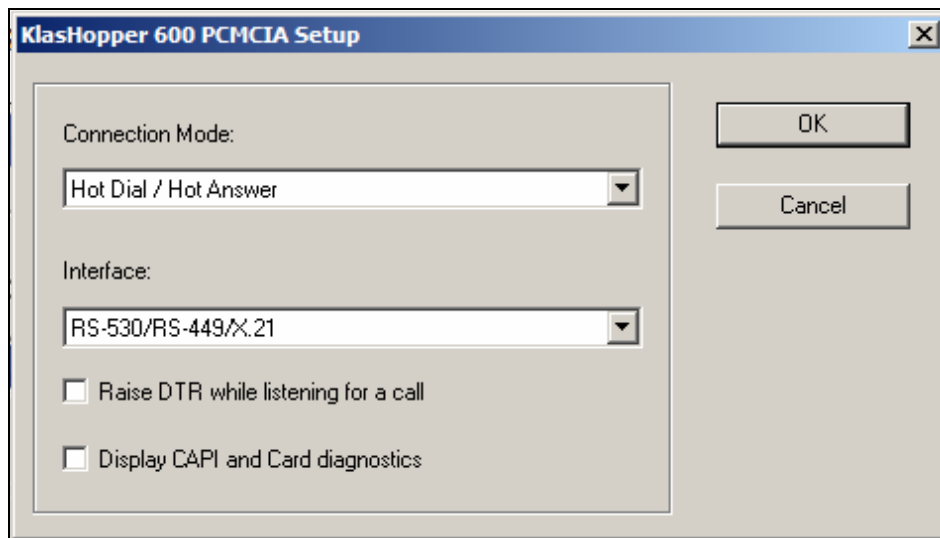 KlasHopper 600 PCMCIA Setup
Connection Mode:
Hot Dial / Hot Answer
Interface:
RS-530/RS-449/X.21
Raise DTR while listening for a call
Display CAPI and Card diagnostics
OK
Cancel